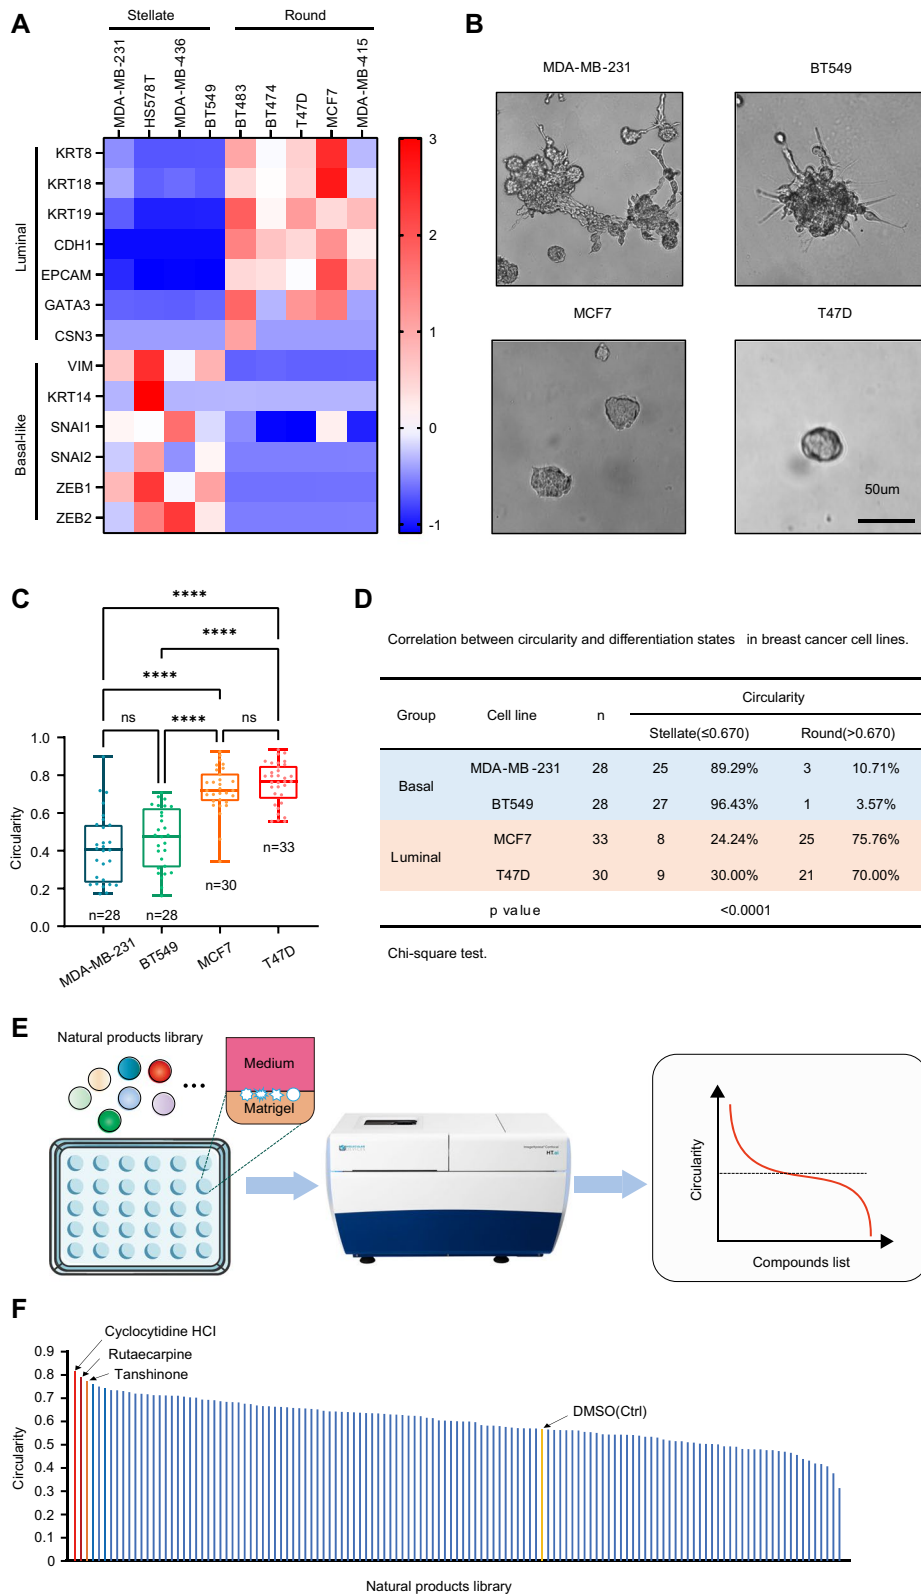 A
Stellate
Round
MDA-MB-231
HS578T
MDA-MB-436
BT549
BT483
BT474
T47D
MCF7
MDA-MB-415
Luminal
KRT8
KRT18
KRT19
CDH1
EPCAM
GATA3
CSN3
Basal-like
VIM
KRT14
SNAI1
SNAI2
ZEB1
ZEB2
3
2
1
0
-1
B
MDA-MB-231
BT549
MCF7
T47D
50um
C
****
****
****
ns
****
ns
Circularity
1.0
0.8
0.6
0.4
0.2
0.0
n=28
n=28
n=30
n=33
MDA-MB-231
BT549
MCF7
T47D
D
Correlation between circularity and differentiation states in breast cancer cell lines.
Group Cell line n Circularity
Stellate(≤0.670) Round(>0.670)
Basal
MDA-MB-231 28 25 89.29% 3 10.71%
BT549 28 27 96.43% 1 3.57%
Luminal
MCF7 33 8 24.24% 25 75.76%
T47D 30 9 30.00% 21 70.00%
p value <0.0001
Chi-square test.
E
Natural products library
...
Medium
Matrigel
HT.ai
Circularity
Compounds list
F
Cyclocytidine HCl
Rutaecarpine
Tanshinone
DMSO(Ctrl)
Circularity
0.9
0.8
0.7
0.6
0.5
0.4
0.3
0.2
0.1
0
Natural products library